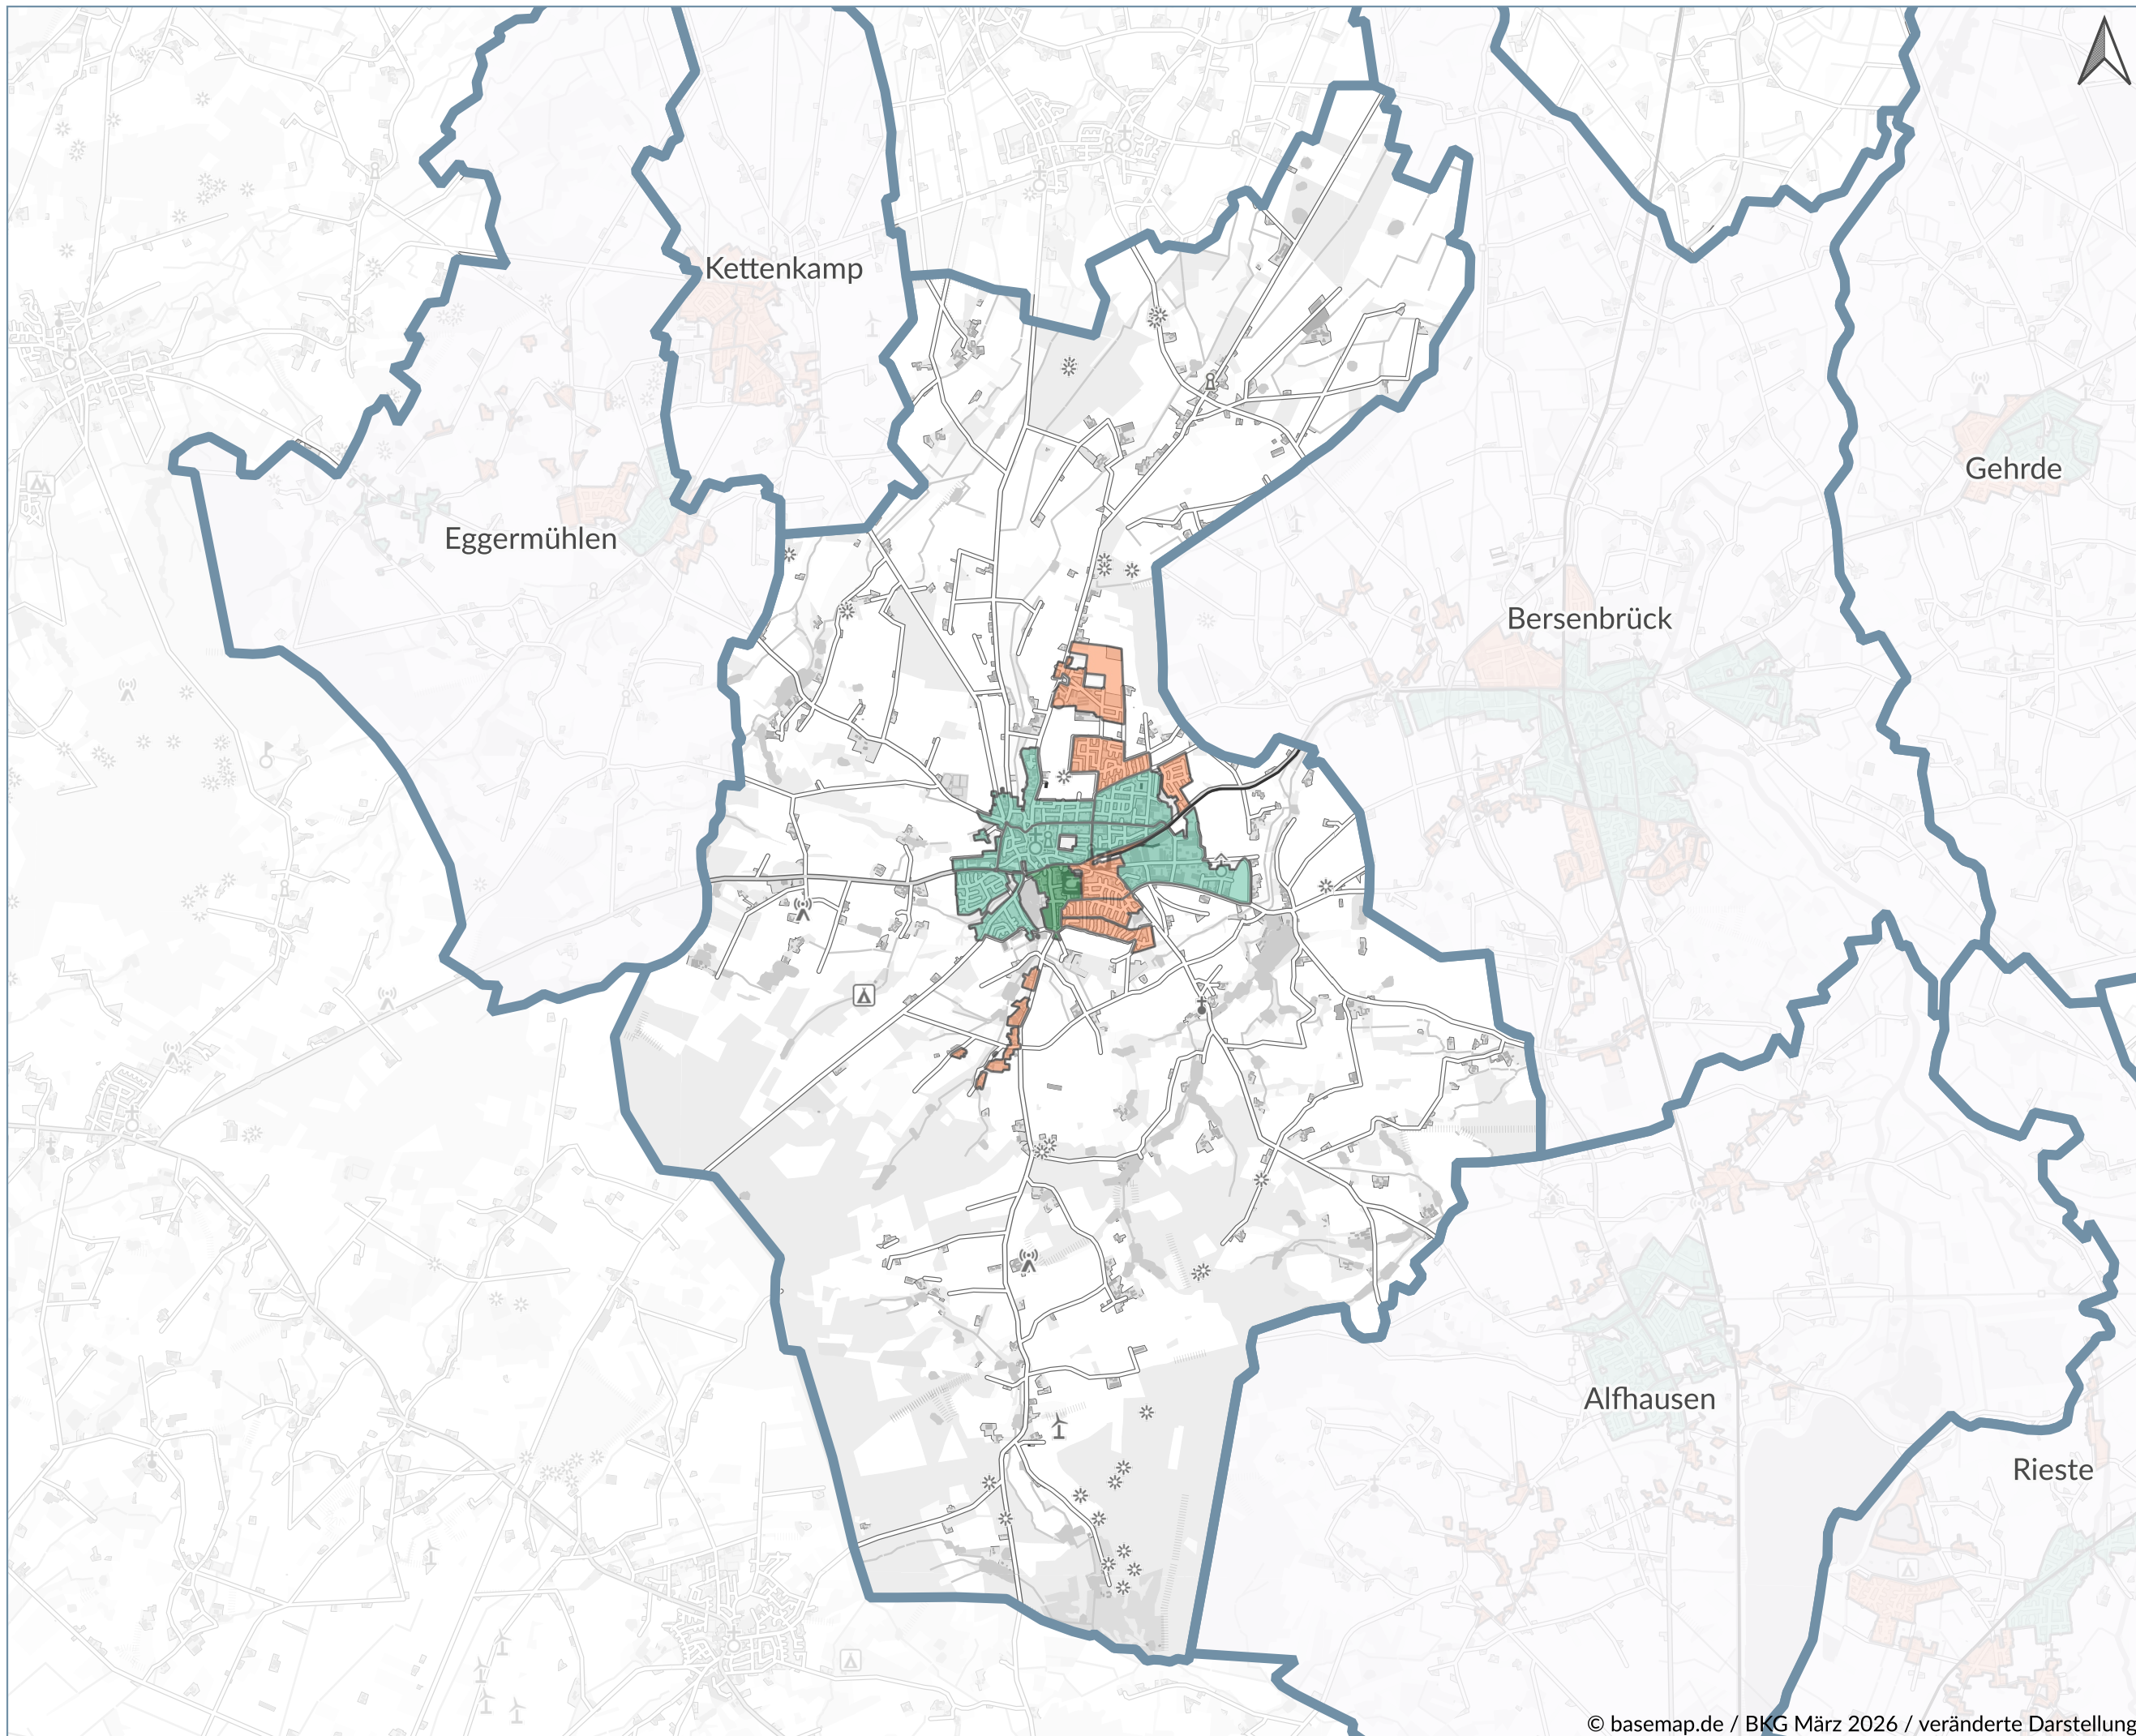 Kettenkamp
Gehrde
Eggermühlen
Bersenbrück
Alfhausen
Rieste
© basemap.de / BKG März 2026 / veränderte Darstellung